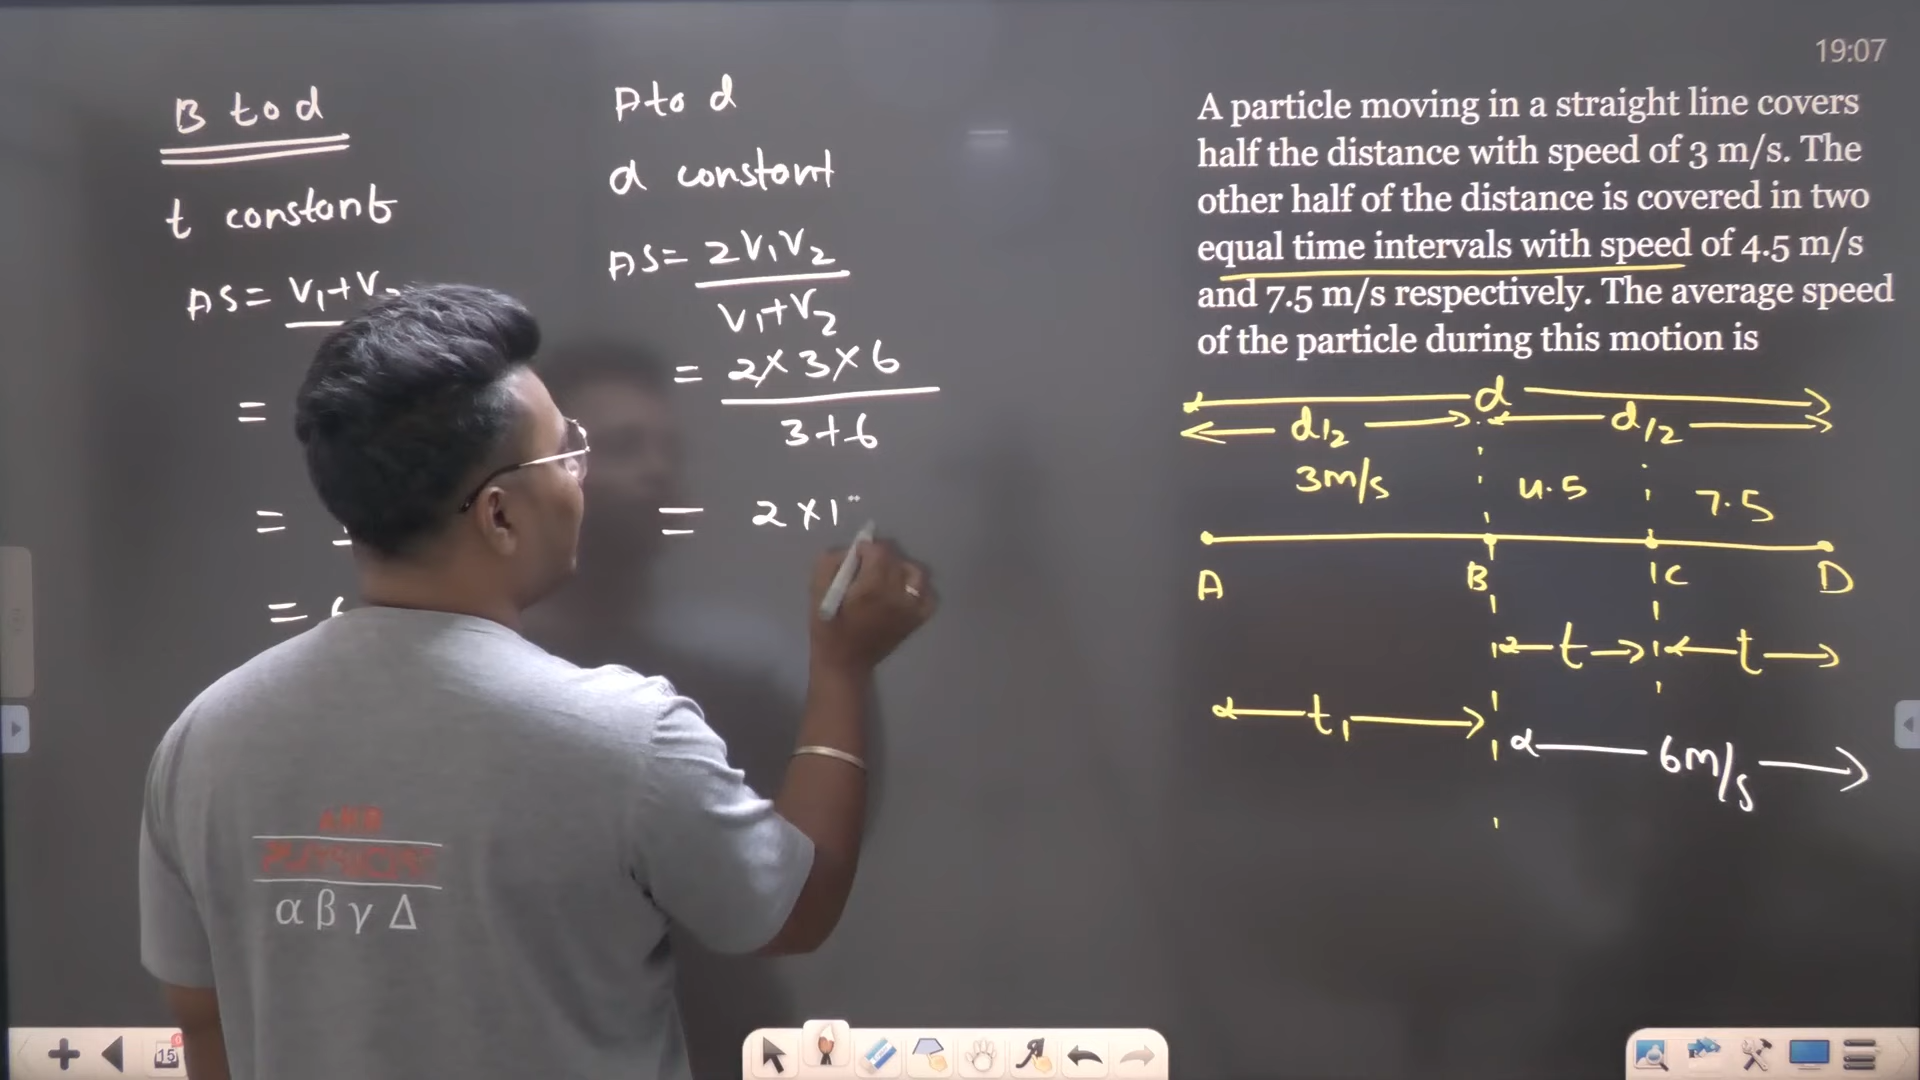 19:07
B to d
t constant
AS= V₁+V₂
=
=
=
A to d
d constant
AS= 2V₁V₂
V₁+V₂
= 2×3×6
3+6
= 2×1
A particle moving in a straight line covers
half the distance with speed of 3 m/s. The
other half of the distance is covered in two
equal time intervals with speed of 4.5 m/s
and 7.5 m/s respectively. The average speed
of the particle during this motion is
d
d/2 d/2
3m/s 4.5 7.5
A B C D
t t
t₁
6m/s
α β γ Δ
15